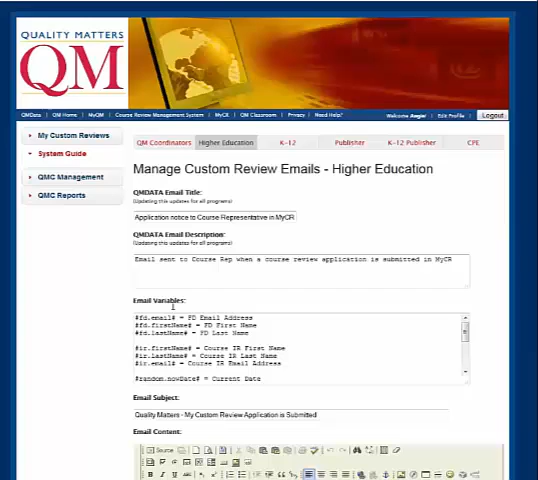 QUALITY MATTERS
QM
QMData | QM Home | MyQM | Course Review Management System | MyCR | QM Classroom | Privacy | Need Help?
Welcome Angie! | Edit Profile | Logout
My Custom Reviews
System Guide
QMC Management
QMC Reports
QM Coordinators Higher Education K-12 Publisher K-12 Publisher CPE
Manage Custom Review Emails - Higher Education
QMDATA Email Title:
(Updating this updates for all programs)
Application notice to Course Representative in MyCR
QMDATA Email Description:
(Updating this updates for all programs)
Email sent to Course Rep when a course review application is submitted in MyCR
Email Variables:
#fd.email# = FD Email Address
#fd.firstName# = FD First Name
#fd.lastName# = FD Last Name
#ir.firstName# = Course IR First Name
#ir.lastName# = Course IR Last Name
#ir.email# = Course IR Email Address
#random.nowDate# = Current Date
Email Subject:
Quality Matters - My Custom Review Application is Submitted
Email Content:
Source
B I U ABC